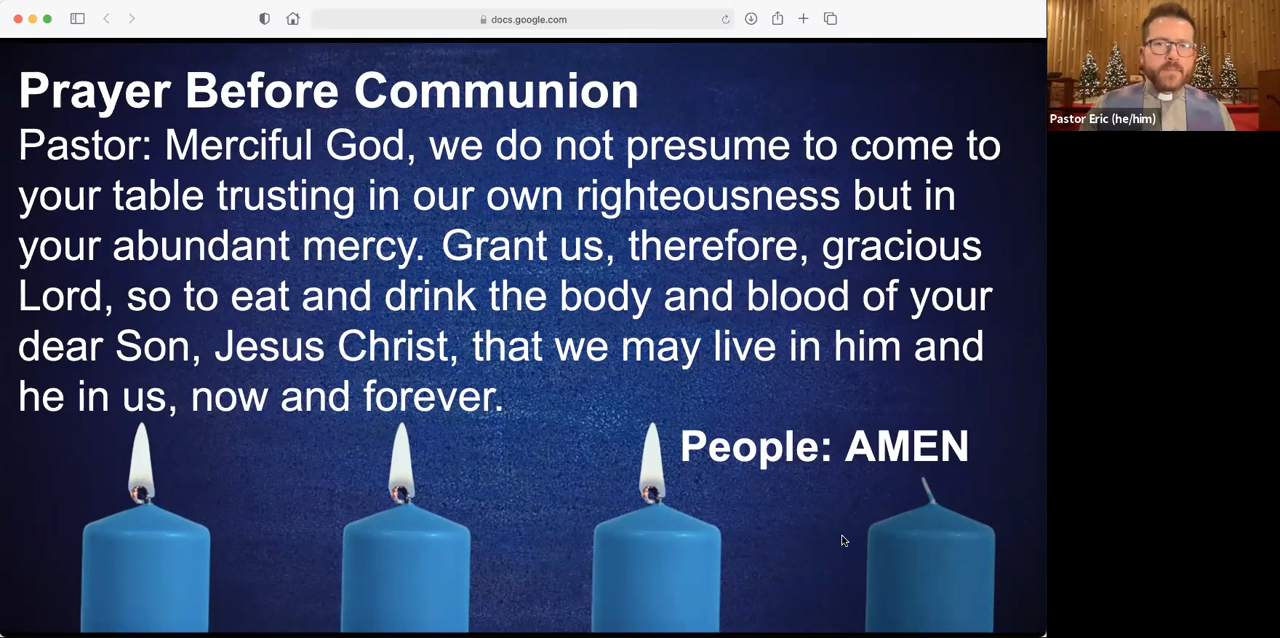 docs.google.com
Prayer Before Communion
Pastor: Merciful God, we do not presume to come to
your table trusting in our own righteousness but in
your abundant mercy. Grant us, therefore, gracious
Lord, so to eat and drink the body and blood of your
dear Son, Jesus Christ, that we may live in him and
he in us, now and forever.
People: AMEN
Pastor Eric (he/him)